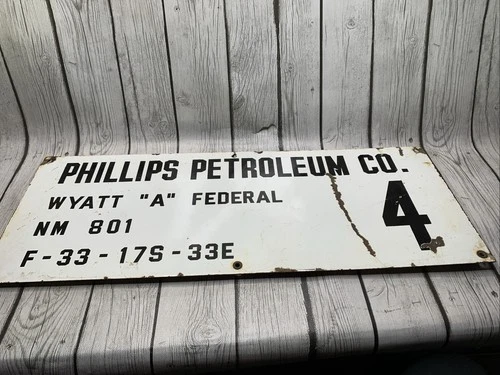 PHILLIPS PETROLEUM CO.
WYATT "A" FEDERAL
NM 801
F-33-17S-33E
4